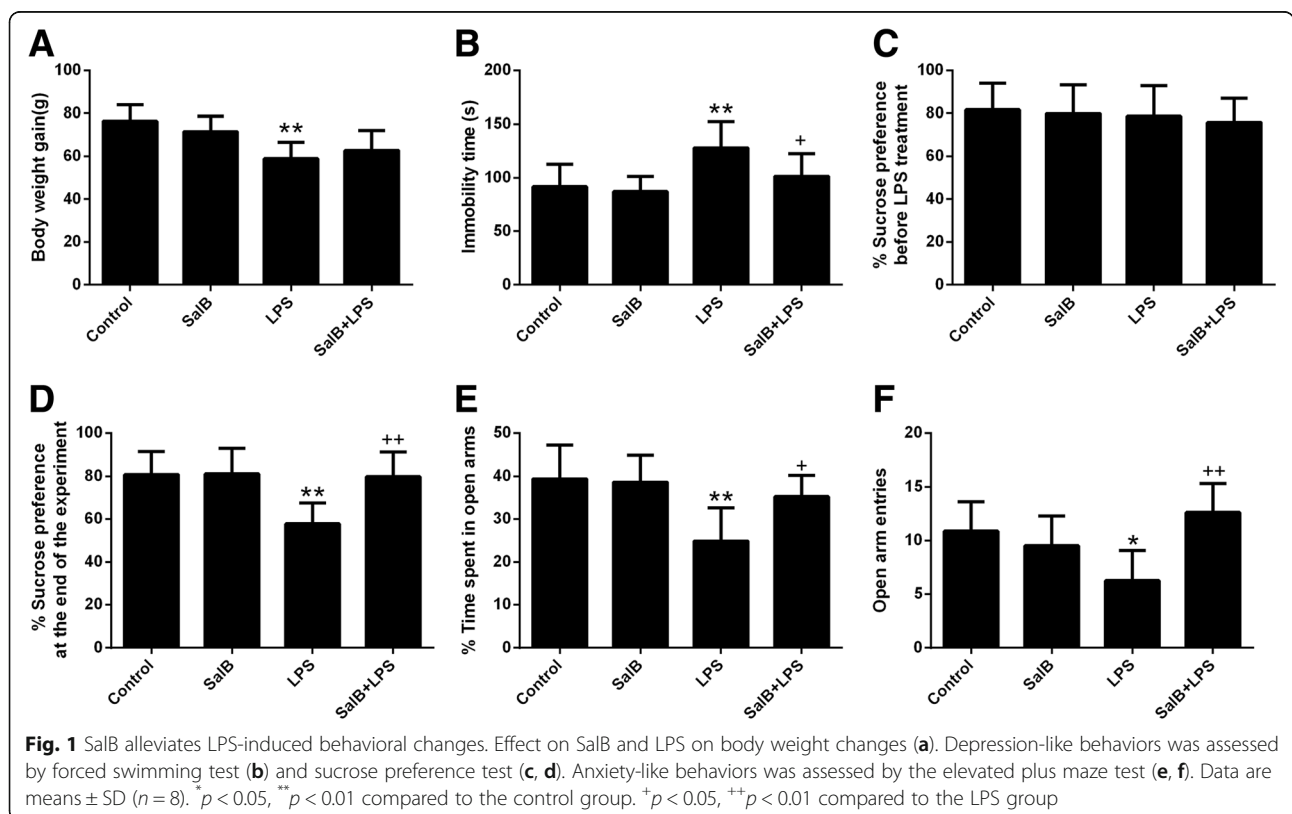 A
Body weight gain(g)
100
80
60
40
20
0
**
Control
SalB
LPS
SalB+LPS
B
Immobility time (s)
200
150
100
50
0
**
+
Control
SalB
LPS
SalB+LPS
C
% Sucrose preference
before LPS treatment
100
80
60
40
20
0
Control
SalB
LPS
SalB+LPS
D
% Sucrose preference
at the end of the experiment
100
80
60
40
20
0
**
++
Control
SalB
LPS
SalB+LPS
E
% Time spent in open arms
50
40
30
20
10
0
**
+
Control
SalB
LPS
SalB+LPS
F
Open arm entries
20
15
10
5
0
*
++
Control
SalB
LPS
SalB+LPS
Fig. 1 SalB alleviates LPS-induced behavioral changes. Effect on SalB and LPS on body weight changes (a). Depression-like behaviors was assessed
by forced swimming test (b) and sucrose preference test (c, d). Anxiety-like behaviors was assessed by the elevated plus maze test (e, f). Data are
means ± SD (n = 8). *p < 0.05, **p < 0.01 compared to the control group. +p < 0.05, ++p < 0.01 compared to the LPS group